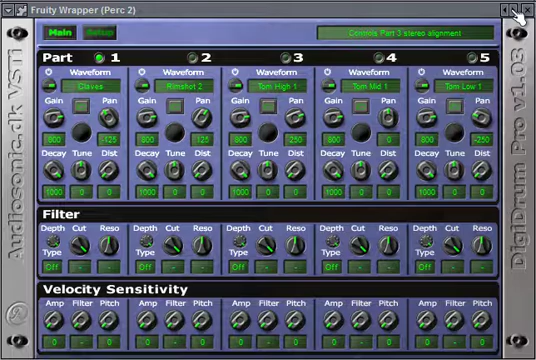 Fruity Wrapper (Perc 2)
Main Setup Controls Part 3 stereo alignment
Part 1 2 3 4 5
Waveform Waveform Waveform Waveform Waveform
Claves Rimshot 2 Tom High 1 Tom Mid 1 Tom Low 1
Gain Pan Gain Pan Gain Pan Gain Pan Gain Pan
800 -125 800 125 800 250 800 0 800 -250
Decay Tune Dist Decay Tune Dist Decay Tune Dist Decay Tune Dist Decay Tune Dist
1000 0 0 1000 0 0 1000 0 0 1000 0 0 1000 0 0
Filter
Depth Cut Reso Depth Cut Reso Depth Cut Reso Depth Cut Reso Depth Cut Reso
Type Type Type Type Type
Off - - Off - - Off - - Off - - Off - -
Velocity Sensitivity
Amp Filter Pitch Amp Filter Pitch Amp Filter Pitch Amp Filter Pitch Amp Filter Pitch
0 0 0 0 0 0 0 0 0 0 0 0 0 0 0
Audiosonic.dk VSTi
DigiDrum Pro v1.03